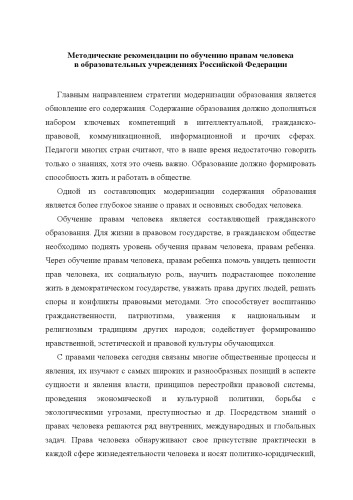 Методические рекомендации по обучению правам человека
в образовательных учреждениях Российской Федерации
Главным направлением стратегии модернизации образования является
обновление его содержания. Содержание образования должно дополняться
набором ключевых компетенций в интеллектуальной, гражданско-
правовой, коммуникационной, информационной и прочих сферах.
Педагоги многих стран считают, что в наше время недостаточно говорить
только о знаниях, хотя это очень важно. Образование должно формировать
способность жить и работать в обществе.
Одной из составляющих модернизации содержания образования
является более глубокое знание о правах и основных свободах человека.
Обучение правам человека является составляющей гражданского
образования. Для жизни в правовом государстве, в гражданском обществе
необходимо поднять уровень обучения правам человека, правам ребенка.
Через обучение правам человека, правам ребенка помочь увидеть ценности
прав человека, их социальную роль, научить подрастающее поколение
жить в демократическом государстве, уважать права других людей, решать
споры и конфликты правовыми методами. Это способствует воспитанию
гражданственности, патриотизма, уважения к национальным и
религиозным традициям других народов, содействует формированию
нравственной, эстетической и правовой культуры обучающихся.
С правами человека сегодня связаны многие общественные процессы и
явления, их изучают с самых широких и разнообразных позиций в аспекте
сущности и явления власти, принципов перестройки правовой системы,
проведения экономической и культурной политики, борьбы с
экологическими угрозами, преступностью и др. Посредством знаний о
правах человека решаются ряд внутренних, международных и глобальных
задач. Права человека обнаруживают свое присутствие практически в
каждой сфере жизнедеятельности человека и носят политико-юридический,